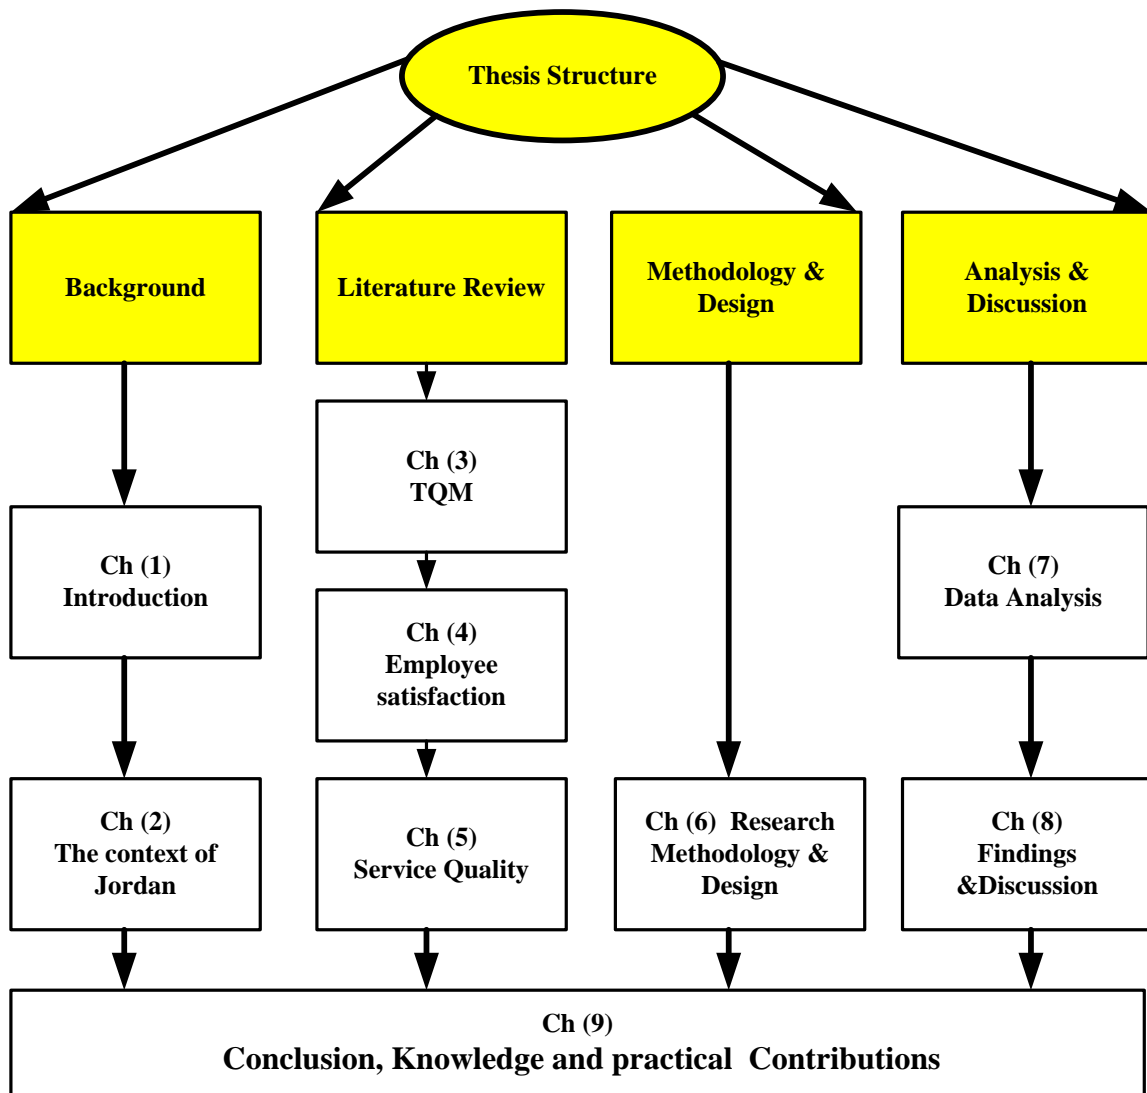 Thesis Structure
Background
Literature Review
Methodology &
Design
Analysis &
Discussion
Ch (3)
TQM
Ch (1)
Introduction
Ch (7)
Data Analysis
Ch (4)
Employee
satisfaction
Ch (2)
The context of
Jordan
Ch (5)
Service Quality
Ch (6)  Research
Methodology &
Design
Ch (8)
Findings
&Discussion
Ch (9)
Conclusion, Knowledge and practical  Contributions